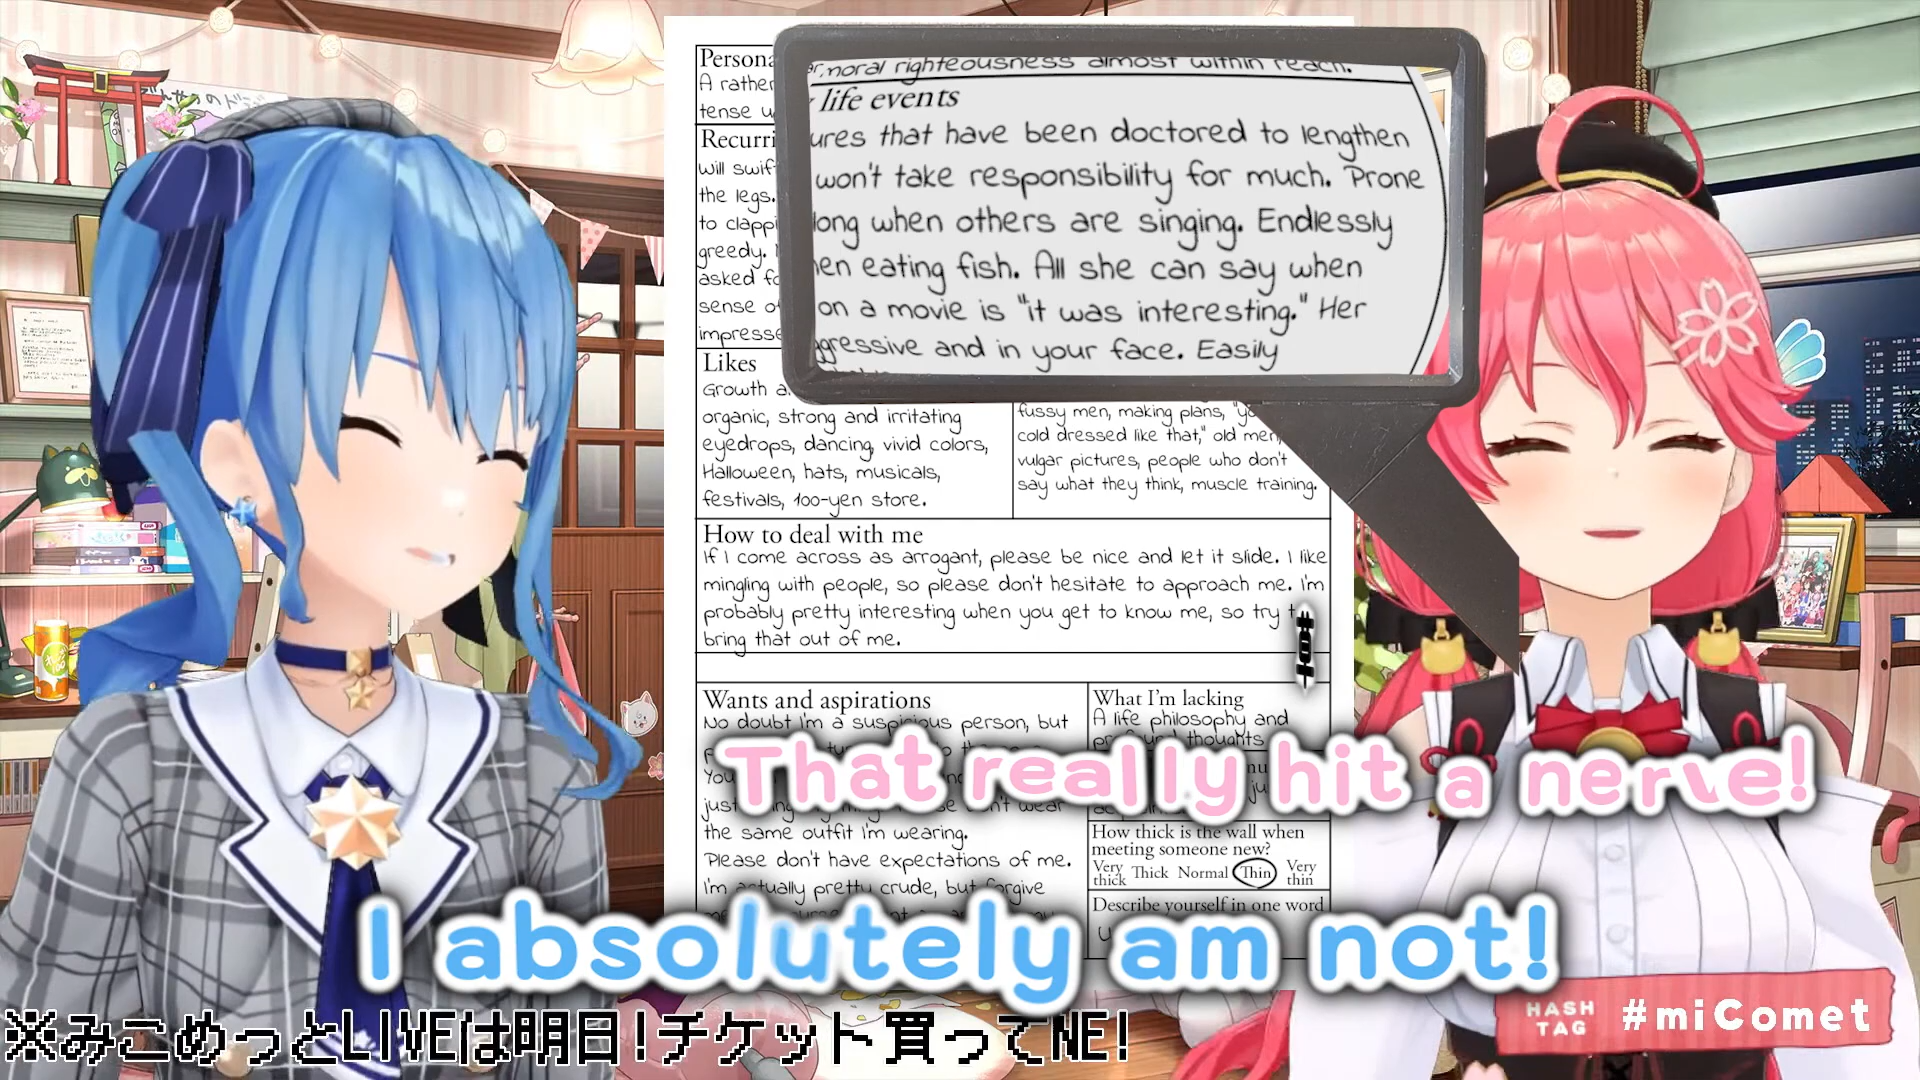 Persona
A rather
tense
Recurri
will swift
the legs.
to clappi
greedy.
asked fo
sense of
impresse
moral righteousness almost within reach.
life events
ures that have been doctored to lengthen
won't take responsibility for much. Prone
long when others are singing. Endlessly
en eating fish. All she can say when
on a movie is "it was interesting." Her
ggressive and in your face. Easily
Likes
Growth a
organic, strong and irritating
eyedrops, dancing, vivid colors,
Halloween, hats, musicals,
festivals, 100-yen store.
fussy men, making plans, "yo
cold dressed like that," old men,
vulgar pictures, people who don't
say what they think, muscle training.
How to deal with me
If I come across as arrogant, please be nice and let it slide. I like
mingling with people, so please don't hesitate to approach me. I'm
probably pretty interesting when you get to know me, so try t
bring that out of me.
Wants and aspirations
No doubt I'm a suspicious person, but
the same outfit I'm wearing.
Please don't have expectations of me.
I'm actually pretty crude, but forgive
What I'm lacking
A life philosophy and
profound thoughts
How thick is the wall when
meeting someone new?
Very thick Thick Normal Thin Very thin
Describe yourself in one word
That really hit a nerve!
I absolutely am not!
※みこめっとLIVEは明日!チケット買ってNE!
HASH TAG #miComet